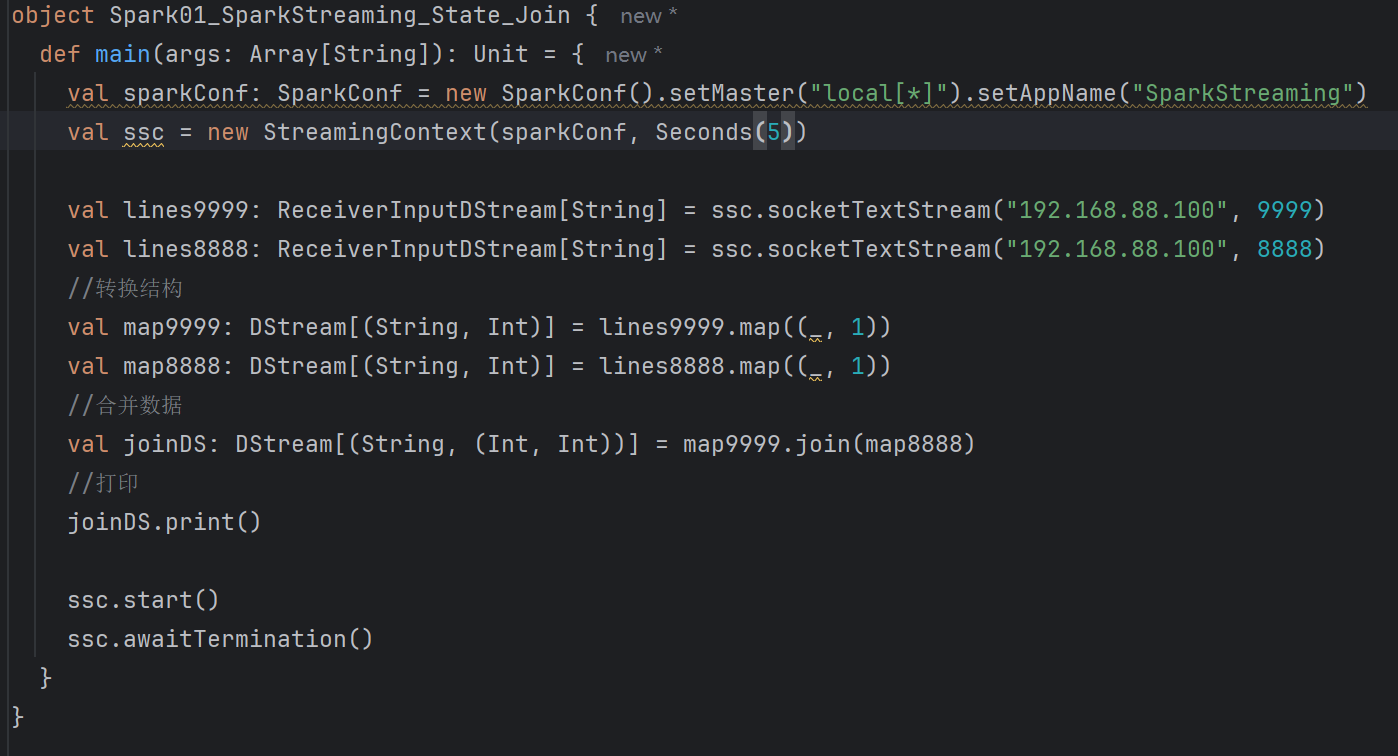 object Spark01_SparkStreaming_State_Join { new *
def main(args: Array[String]): Unit = { new *
val sparkConf: SparkConf = new SparkConf().setMaster("local[*]").setAppName("SparkStreaming")
val ssc = new StreamingContext(sparkConf, Seconds(5))
val lines9999: ReceiverInputDStream[String] = ssc.socketTextStream("192.168.88.100", 9999)
val lines8888: ReceiverInputDStream[String] = ssc.socketTextStream("192.168.88.100", 8888)
//转换结构
val map9999: DStream[(String, Int)] = lines9999.map((_, 1))
val map8888: DStream[(String, Int)] = lines8888.map((_, 1))
//合并数据
val joinDS: DStream[(String, (Int, Int))] = map9999.join(map8888)
//打印
joinDS.print()
ssc.start()
ssc.awaitTermination()
}
}